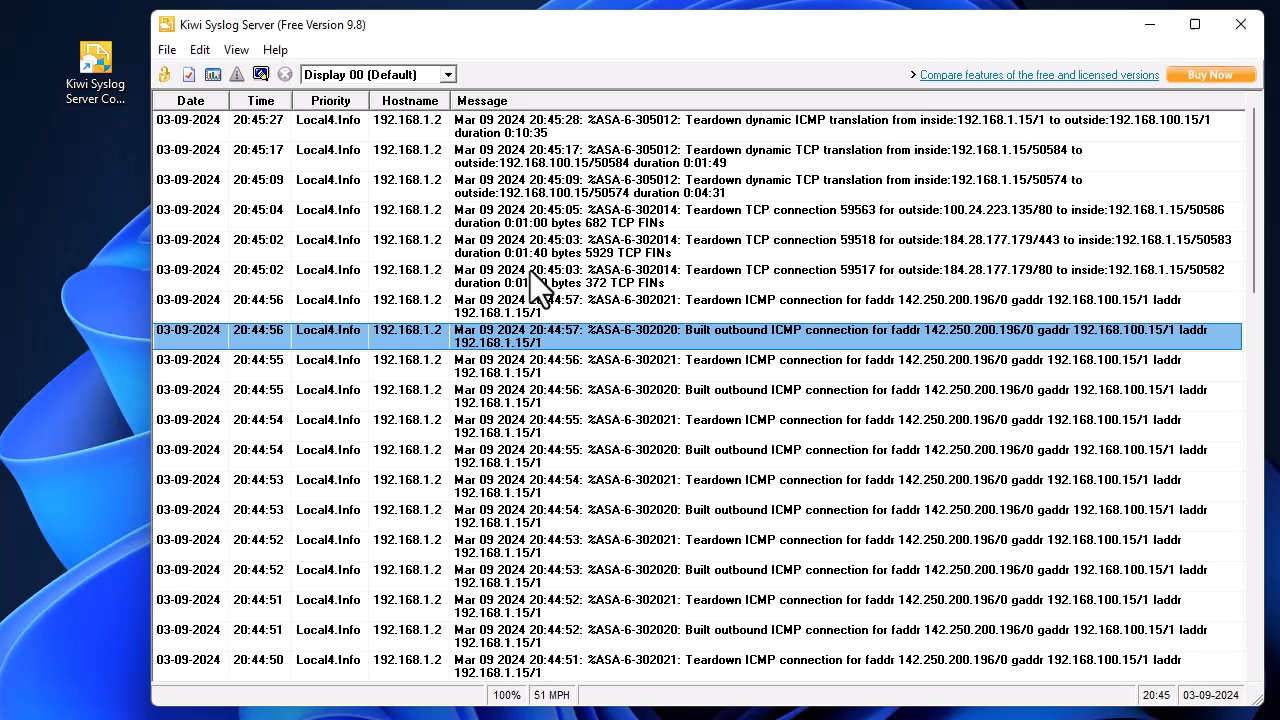 Kiwi Syslog Server Co...
Kiwi Syslog Server (Free Version 9.8)
File Edit View Help
Display 00 (Default) > Compare features of the free and licensed versions Buy Now
Date Time Priority Hostname Message
03-09-2024 20:45:27 Local4.Info 192.168.1.2 Mar 09 2024 20:45:28: %ASA-6-305012: Teardown dynamic ICMP translation from inside:192.168.1.15/1 to outside:192.168.100.15/1
duration 0:10:35
03-09-2024 20:45:17 Local4.Info 192.168.1.2 Mar 09 2024 20:45:17: %ASA-6-305012: Teardown dynamic TCP translation from inside:192.168.1.15/50584 to
outside:192.168.100.15/50584 duration 0:01:49
03-09-2024 20:45:09 Local4.Info 192.168.1.2 Mar 09 2024 20:45:09: %ASA-6-305012: Teardown dynamic TCP translation from inside:192.168.1.15/50574 to
outside:192.168.100.15/50574 duration 0:04:31
03-09-2024 20:45:04 Local4.Info 192.168.1.2 Mar 09 2024 20:45:05: %ASA-6-302014: Teardown TCP connection 59563 for outside:100.24.223.135/80 to inside:192.168.1.15/50586
duration 0:01:00 bytes 682 TCP FINs
03-09-2024 20:45:02 Local4.Info 192.168.1.2 Mar 09 2024 20:45:03: %ASA-6-302014: Teardown TCP connection 59518 for outside:184.28.177.179/443 to inside:192.168.1.15/50583
duration 0:01:40 bytes 5929 TCP FINs
03-09-2024 20:45:02 Local4.Info 192.168.1.2 Mar 09 2024 20:45:03: %ASA-6-302014: Teardown TCP connection 59517 for outside:184.28.177.179/80 to inside:192.168.1.15/50582
duration bytes 372 TCP FINs
03-09-2024 20:44:56 Local4.Info 192.168.1.2 Mar 09 2024 20:44:57: %ASA-6-302021: Teardown ICMP connection for faddr 142.250.200.196/0 gaddr 192.168.100.15/1 laddr
192.168.1.15/1
03-09-2024 20:44:56 Local4.Info 192.168.1.2 Mar 09 2024 20:44:57: %ASA-6-302020: Built outbound ICMP connection for faddr 142.250.200.196/0 gaddr 192.168.100.15/1 laddr
192.168.1.15/1
03-09-2024 20:44:55 Local4.Info 192.168.1.2 Mar 09 2024 20:44:56: %ASA-6-302021: Teardown ICMP connection for faddr 142.250.200.196/0 gaddr 192.168.100.15/1 laddr
192.168.1.15/1
03-09-2024 20:44:55 Local4.Info 192.168.1.2 Mar 09 2024 20:44:56: %ASA-6-302020: Built outbound ICMP connection for faddr 142.250.200.196/0 gaddr 192.168.100.15/1 laddr
192.168.1.15/1
03-09-2024 20:44:54 Local4.Info 192.168.1.2 Mar 09 2024 20:44:55: %ASA-6-302021: Teardown ICMP connection for faddr 142.250.200.196/0 gaddr 192.168.100.15/1 laddr
192.168.1.15/1
03-09-2024 20:44:54 Local4.Info 192.168.1.2 Mar 09 2024 20:44:55: %ASA-6-302020: Built outbound ICMP connection for faddr 142.250.200.196/0 gaddr 192.168.100.15/1 laddr
192.168.1.15/1
03-09-2024 20:44:53 Local4.Info 192.168.1.2 Mar 09 2024 20:44:54: %ASA-6-302021: Teardown ICMP connection for faddr 142.250.200.196/0 gaddr 192.168.100.15/1 laddr
192.168.1.15/1
03-09-2024 20:44:53 Local4.Info 192.168.1.2 Mar 09 2024 20:44:54: %ASA-6-302020: Built outbound ICMP connection for faddr 142.250.200.196/0 gaddr 192.168.100.15/1 laddr
192.168.1.15/1
03-09-2024 20:44:52 Local4.Info 192.168.1.2 Mar 09 2024 20:44:53: %ASA-6-302021: Teardown ICMP connection for faddr 142.250.200.196/0 gaddr 192.168.100.15/1 laddr
192.168.1.15/1
03-09-2024 20:44:52 Local4.Info 192.168.1.2 Mar 09 2024 20:44:53: %ASA-6-302020: Built outbound ICMP connection for faddr 142.250.200.196/0 gaddr 192.168.100.15/1 laddr
192.168.1.15/1
03-09-2024 20:44:51 Local4.Info 192.168.1.2 Mar 09 2024 20:44:52: %ASA-6-302021: Teardown ICMP connection for faddr 142.250.200.196/0 gaddr 192.168.100.15/1 laddr
192.168.1.15/1
03-09-2024 20:44:51 Local4.Info 192.168.1.2 Mar 09 2024 20:44:52: %ASA-6-302020: Built outbound ICMP connection for faddr 142.250.200.196/0 gaddr 192.168.100.15/1 laddr
192.168.1.15/1
03-09-2024 20:44:50 Local4.Info 192.168.1.2 Mar 09 2024 20:44:51: %ASA-6-302021: Teardown ICMP connection for faddr 142.250.200.196/0 gaddr 192.168.100.15/1 laddr
192.168.1.15/1
100% 51 MPH 20:45 03-09-2024